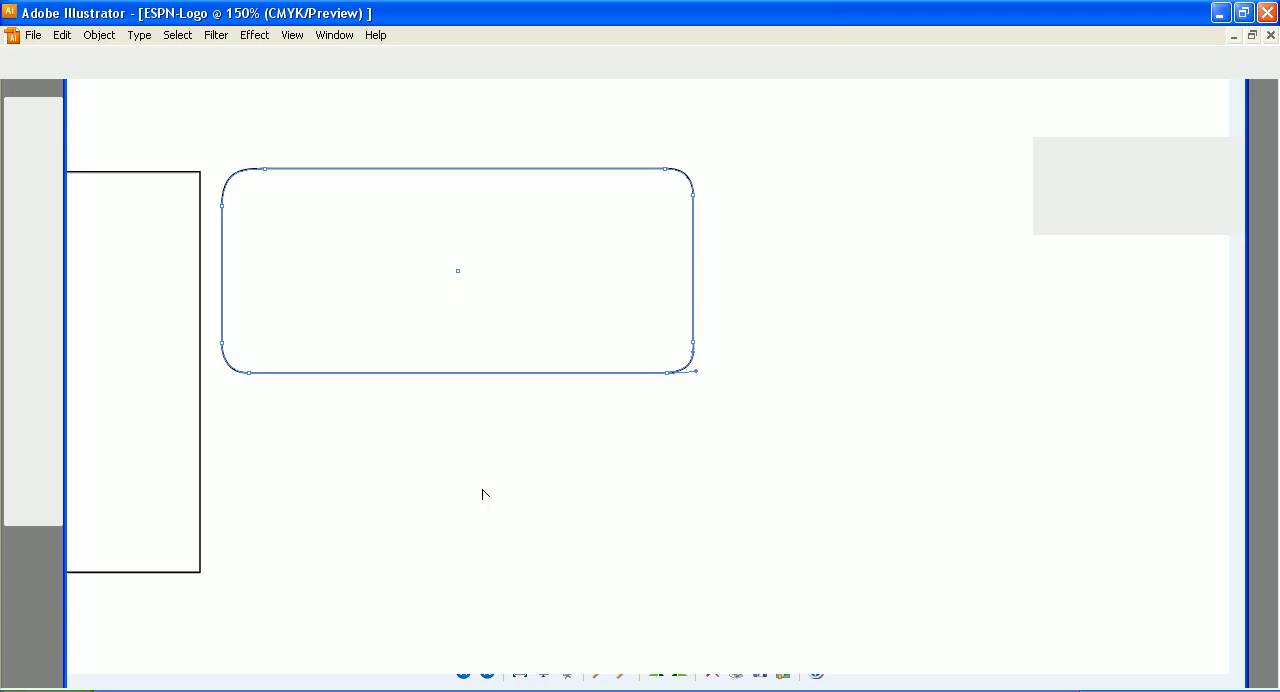 Adobe Illustrator - [ESPN-Logo @ 150% (CMYK/Preview) ]
File Edit Object Type Select Filter Effect View Window Help